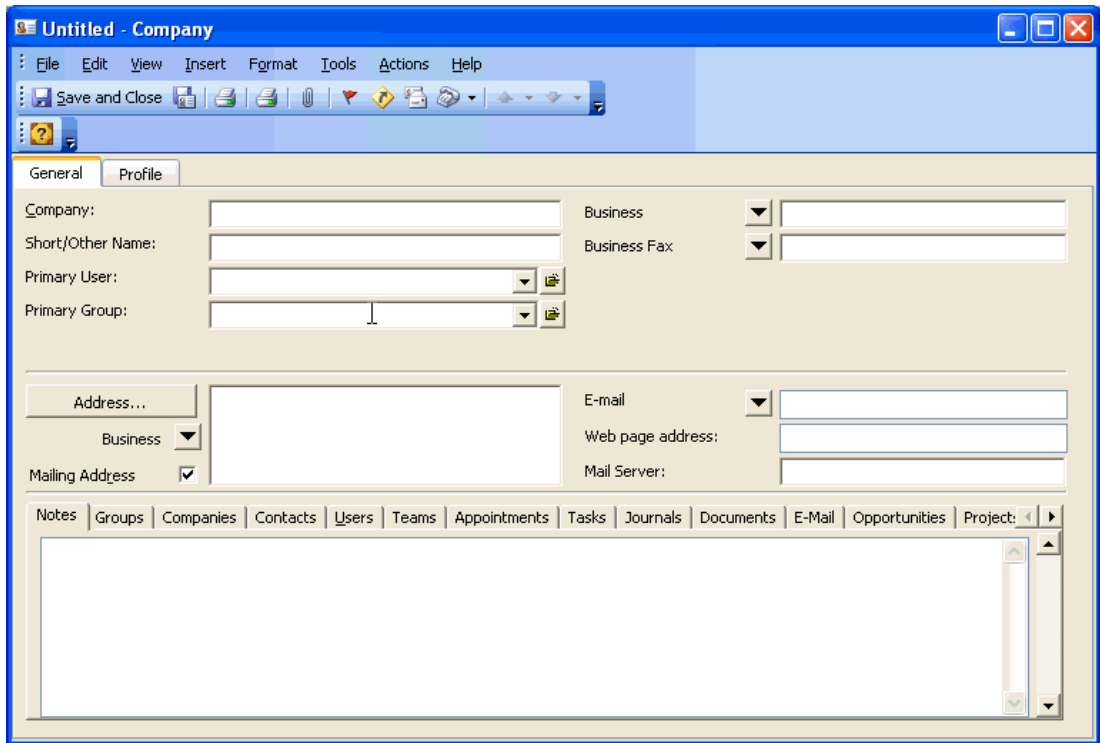 Untitled - Company
File Edit View Insert Format Tools Actions Help
Save and Close
General Profile
Company: Business
Short/Other Name: Business Fax
Primary User:
Primary Group:
Address... E-mail
Business Web page address:
Mailing Address Mail Server:
Notes Groups Companies Contacts Users Teams Appointments Tasks Journals Documents E-Mail Opportunities Project